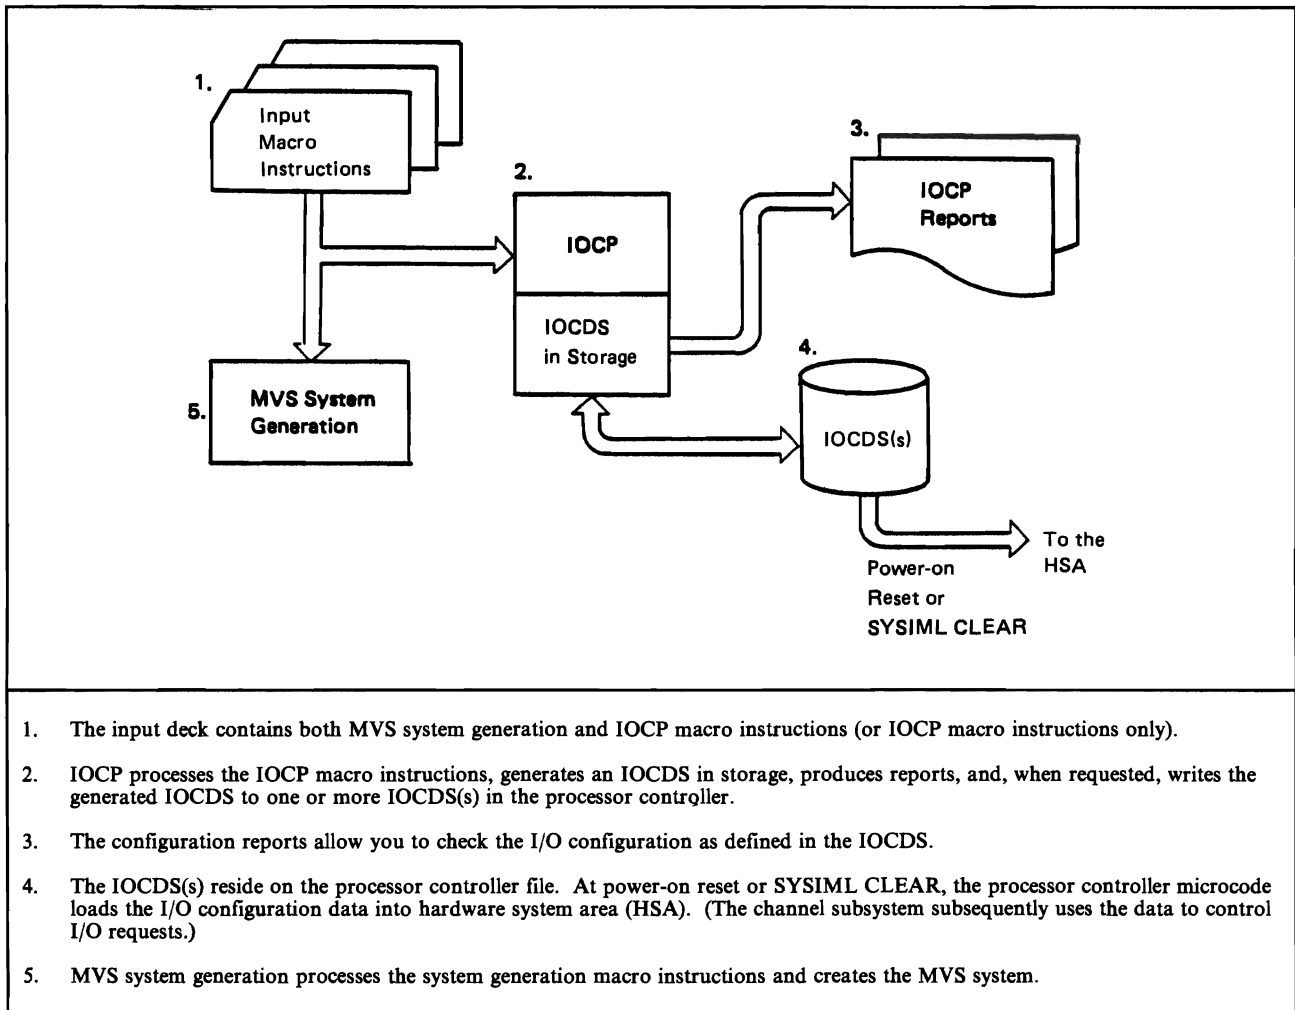 1.
Input
Macro
Instructions
2.
IOCP
IOCDS
in Storage
3.
IOCP
Reports
4.
IOCDS(s)
To the
HSA
Power-on
Reset or
SYSIML CLEAR
5.
MVS System
Generation
1. The input deck contains both MVS system generation and IOCP macro instructions (or IOCP macro instructions only).
2. IOCP processes the IOCP macro instructions, generates an IOCDS in storage, produces reports, and, when requested, writes the
generated IOCDS to one or more IOCDS(s) in the processor controller.
3. The configuration reports allow you to check the I/O configuration as defined in the IOCDS.
4. The IOCDS(s) reside on the processor controller file. At power-on reset or SYSIML CLEAR, the processor controller microcode
loads the I/O configuration data into hardware system area (HSA). (The channel subsystem subsequently uses the data to control
I/O requests.)
5. MVS system generation processes the system generation macro instructions and creates the MVS system.